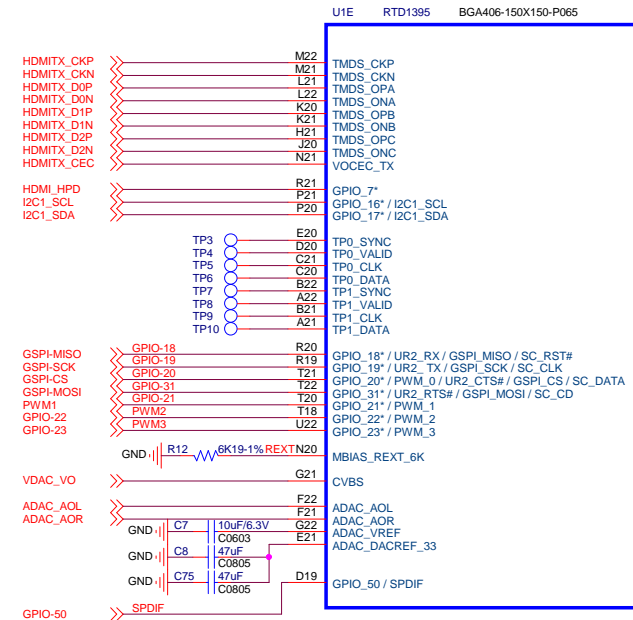 U1E RTD1395 BGA406-150X150-P065
HDMITX_CKP M22 TMDS_CKP
HDMITX_CKN M21 TMDS_CKN
HDMITX_D0P L21 TMDS_OPA
HDMITX_D0N L22 TMDS_ONA
HDMITX_D1P K20 TMDS_OPB
HDMITX_D1N K21 TMDS_ONB
HDMITX_D2P H21 TMDS_OPC
HDMITX_D2N J20 TMDS_ONC
HDMITX_CEC N21 VOCEC_TX
HDMI_HPD R21 GPIO_7*
I2C1_SCL P21 GPIO_16* / I2C1_SCL
I2C1_SDA P20 GPIO_17* / I2C1_SDA
TP3 E20 TP0_SYNC
TP4 D20 TP0_VALID
TP5 C21 TP0_CLK
TP6 C20 TP0_DATA
TP7 B22 TP1_SYNC
TP8 A22 TP1_VALID
TP9 B21 TP1_CLK
TP10 A21 TP1_DATA
GSPI-MISO GPIO-18 R20 GPIO_18* / UR2_RX / GSPI_MISO / SC_RST#
GSPI-SCK GPIO-19 R19 GPIO_19* / UR2_ TX / GSPI_SCK / SC_CLK
GSPI-CS GPIO-20 T21 GPIO_20* / PWM_0 / UR2_CTS# / GSPI_CS / SC_DATA
GSPI-MOSI GPIO-31 T22 GPIO_31* / UR2_RTS# / GSPI_MOSI / SC_CD
PWM1 GPIO-21 T20 GPIO_21* / PWM_1
GPIO-22 PWM2 T18 GPIO_22* / PWM_2
GPIO-23 PWM3 U22 GPIO_23* / PWM_3
GND R12 6K19-1% REXT N20 MBIAS_REXT_6K
VDAC_VO G21 CVBS
ADAC_AOL F22 ADAC_AOL
ADAC_AOR F21 ADAC_AOR
GND C7 10uF/6.3V G22 ADAC_VREF
C0603 E21 ADAC_DACREF_33
GND C8 47uF
C0805
GND C75 47uF D19 GPIO_50 / SPDIF
C0805
GPIO-50 SPDIF